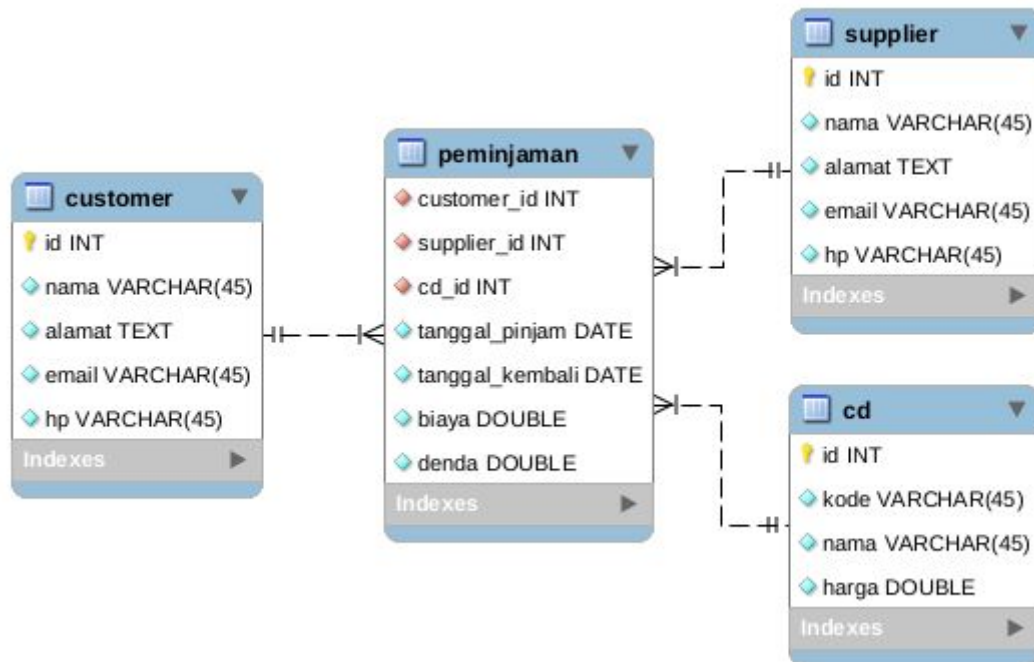 customer
id INT
nama VARCHAR(45)
alamat TEXT
email VARCHAR(45)
hp VARCHAR(45)
Indexes
peminjaman
customer_id INT
supplier_id INT
cd_id INT
tanggal_pinjam DATE
tanggal_kembali DATE
biaya DOUBLE
denda DOUBLE
Indexes
supplier
id INT
nama VARCHAR(45)
alamat TEXT
email VARCHAR(45)
hp VARCHAR(45)
Indexes
cd
id INT
kode VARCHAR(45)
nama VARCHAR(45)
harga DOUBLE
Indexes